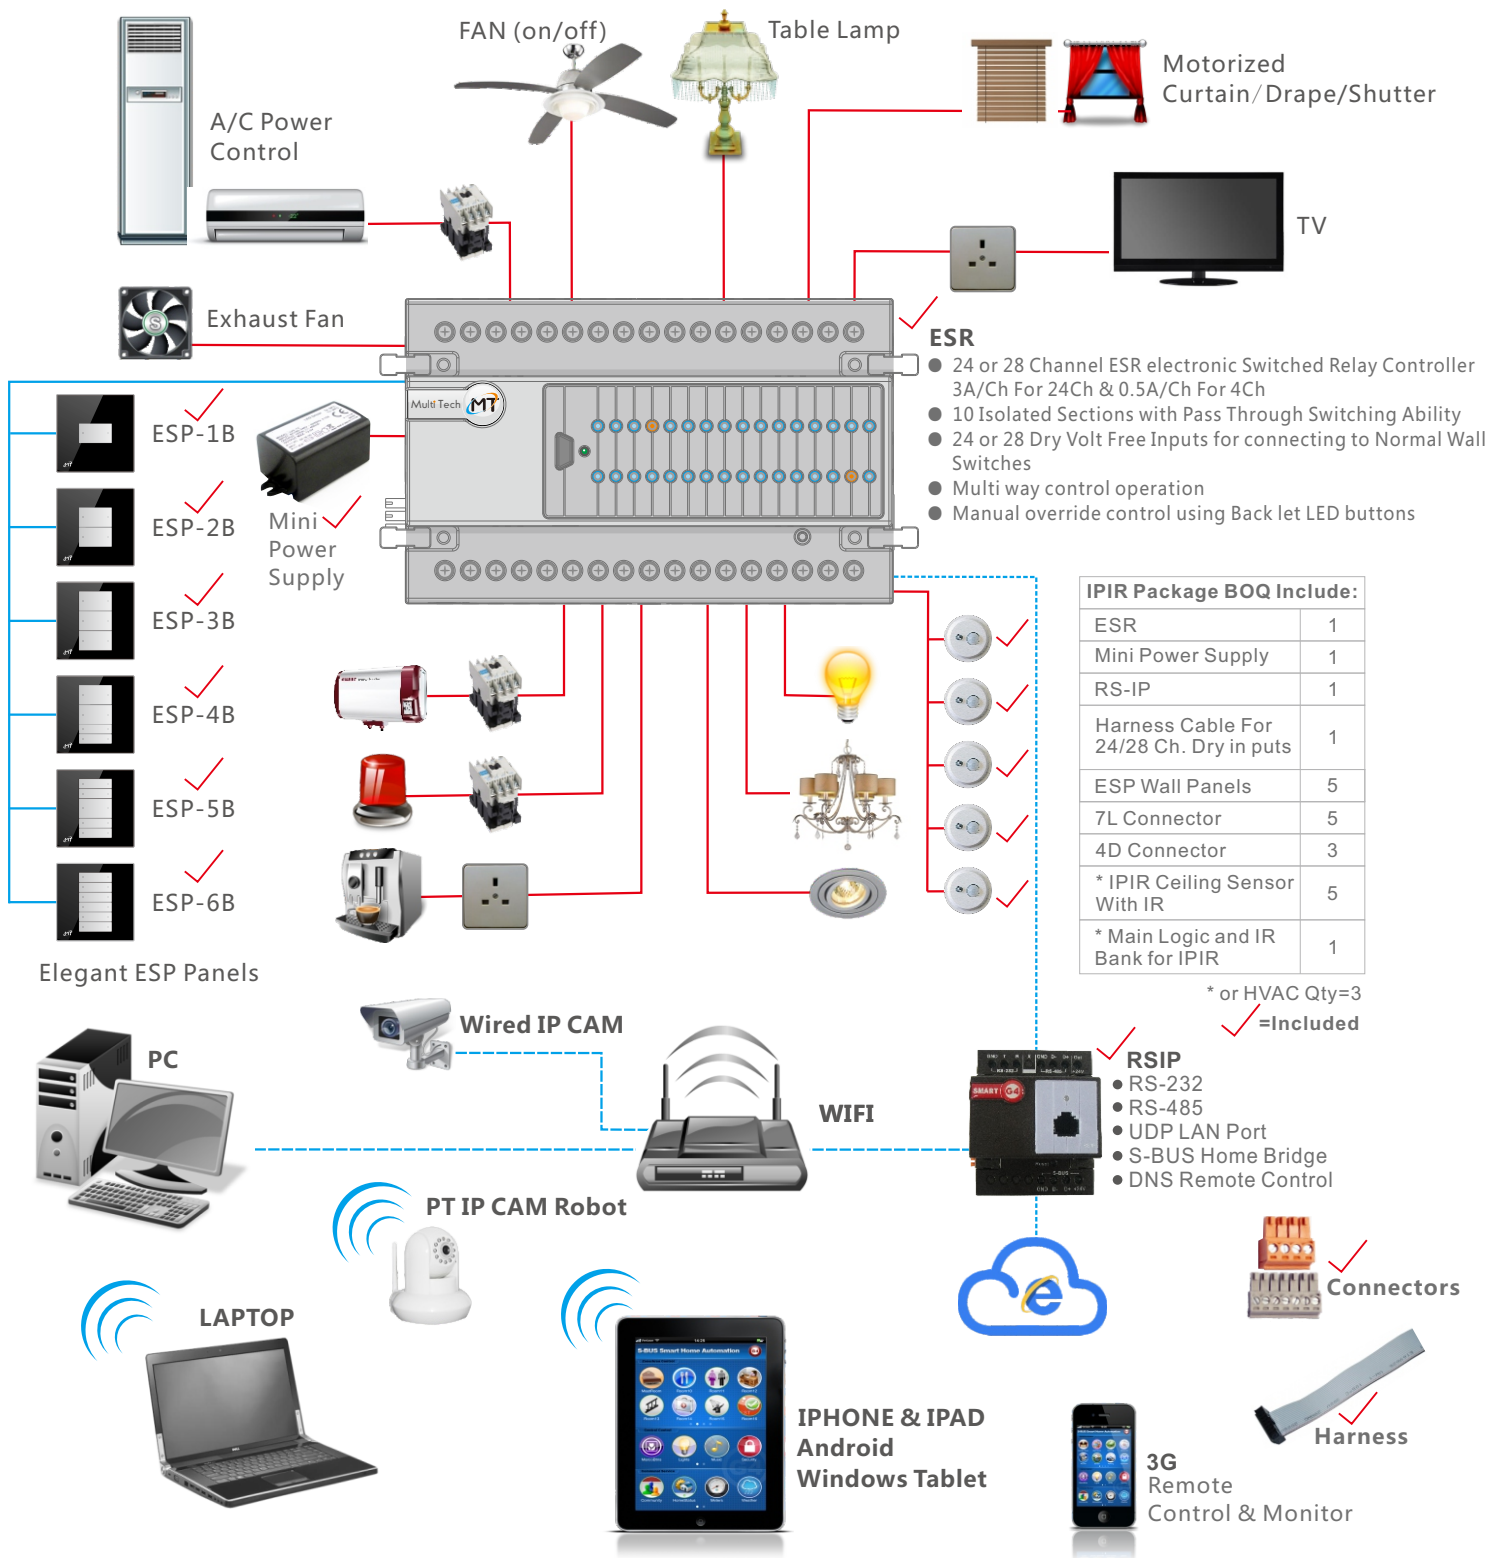 FAN (on/off)
Table Lamp
Motorized
Curtain/Drape/Shutter
A/C Power
Control
TV
Exhaust Fan
ESR
24 or 28 Channel ESR electronic Switched Relay Controller
3A/Ch For 24Ch & 0.5A/Ch For 4Ch
10 Isolated Sections with Pass Through Switching Ability
24 or 28 Dry Volt Free Inputs for connecting to Normal Wall
Switches
Multi way control operation
Manual override control using Back let LED buttons
Multi Tech MT
ESP-1B
ESP-2B
ESP-3B
ESP-4B
ESP-5B
ESP-6B
Elegant ESP Panels
Mini
Power
Supply
IPIR Package BOQ Include:
ESR 1
Mini Power Supply 1
RS-IP 1
Harness Cable For
24/28 Ch. Dry in puts 1
ESP Wall Panels 5
7L Connector 5
4D Connector 3
* IPIR Ceiling Sensor
With IR 5
* Main Logic and IR
Bank for IPIR 1
* or HVAC Qty=3
=Included
Wired IP CAM
PC
WIFI
SMART G4
RSIP
RS-232
RS-485
UDP LAN Port
S-BUS Home Bridge
DNS Remote Control
PT IP CAM Robot
LAPTOP
Connectors
Harness
S-BUS Smart Home Automation
IPHONE & IPAD
Android
Windows Tablet
3G
Remote
Control & Monitor